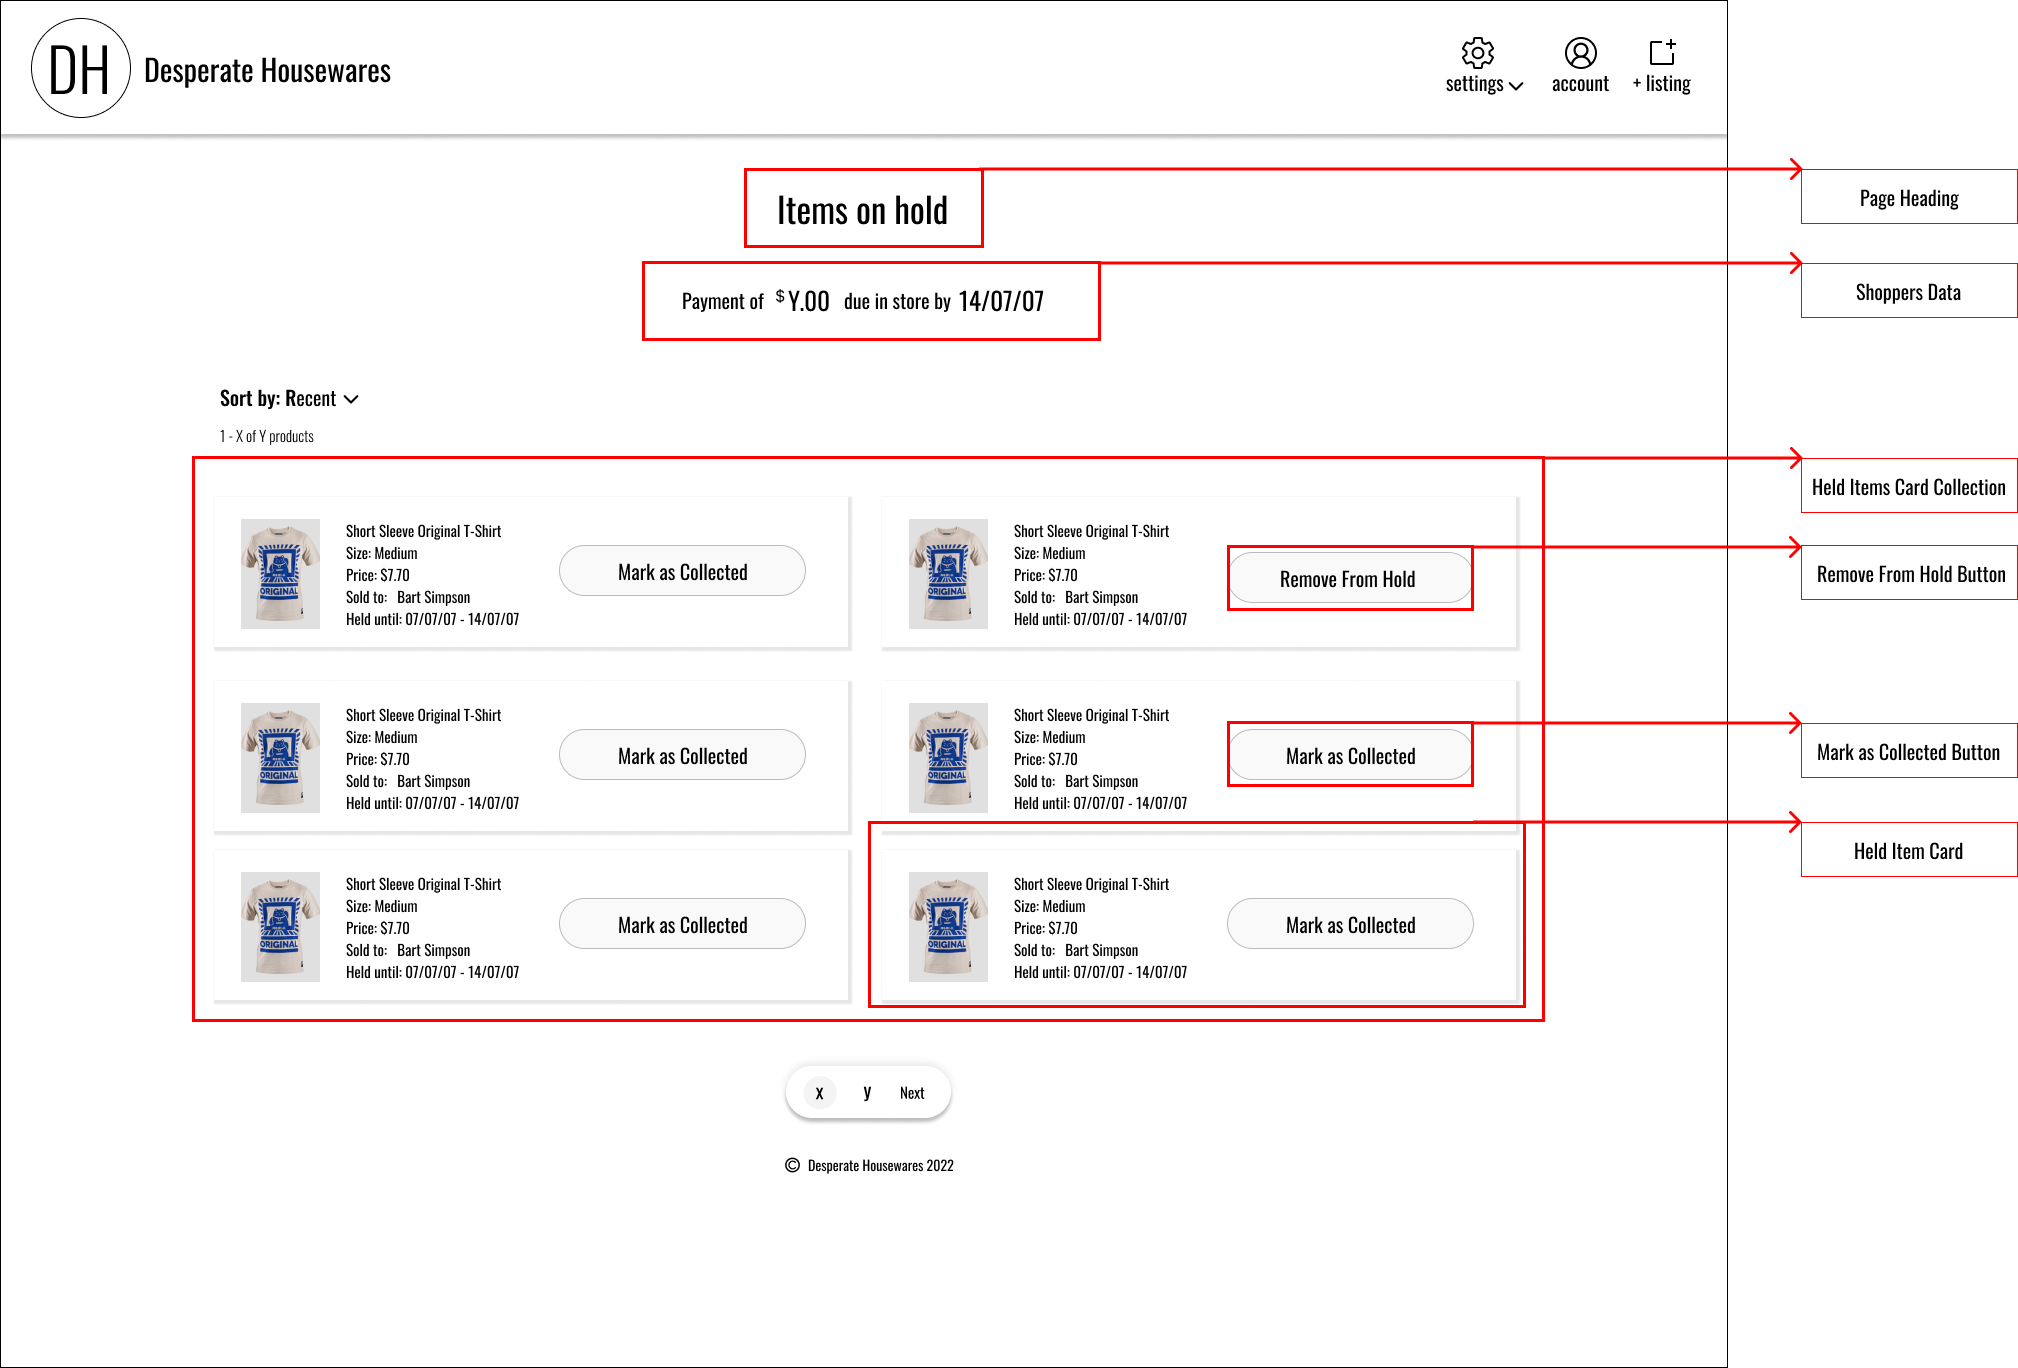 DH
Desperate Housewares
settings
account
+ listing
Items on hold
Page Heading
Payment of $Y.00 due in store by 14/07/07
Shoppers Data
Sort by: Recent
1 - X of Y products
Held Items Card Collection
Short Sleeve Original T-Shirt
Size: Medium
Price: $7.70
Sold to: Bart Simpson
Held until: 07/07/07 - 14/07/07
ORIGINAL
Mark as Collected
Short Sleeve Original T-Shirt
Size: Medium
Price: $7.70
Sold to: Bart Simpson
Held until: 07/07/07 - 14/07/07
ORIGINAL
Remove From Hold
Remove From Hold Button
Short Sleeve Original T-Shirt
Size: Medium
Price: $7.70
Sold to: Bart Simpson
Held until: 07/07/07 - 14/07/07
ORIGINAL
Mark as Collected
Short Sleeve Original T-Shirt
Size: Medium
Price: $7.70
Sold to: Bart Simpson
Held until: 07/07/07 - 14/07/07
ORIGINAL
Mark as Collected
Mark as Collected Button
Short Sleeve Original T-Shirt
Size: Medium
Price: $7.70
Sold to: Bart Simpson
Held until: 07/07/07 - 14/07/07
ORIGINAL
Mark as Collected
Short Sleeve Original T-Shirt
Size: Medium
Price: $7.70
Sold to: Bart Simpson
Held until: 07/07/07 - 14/07/07
ORIGINAL
Mark as Collected
Held Item Card
x y Next
© Desperate Housewares 2022